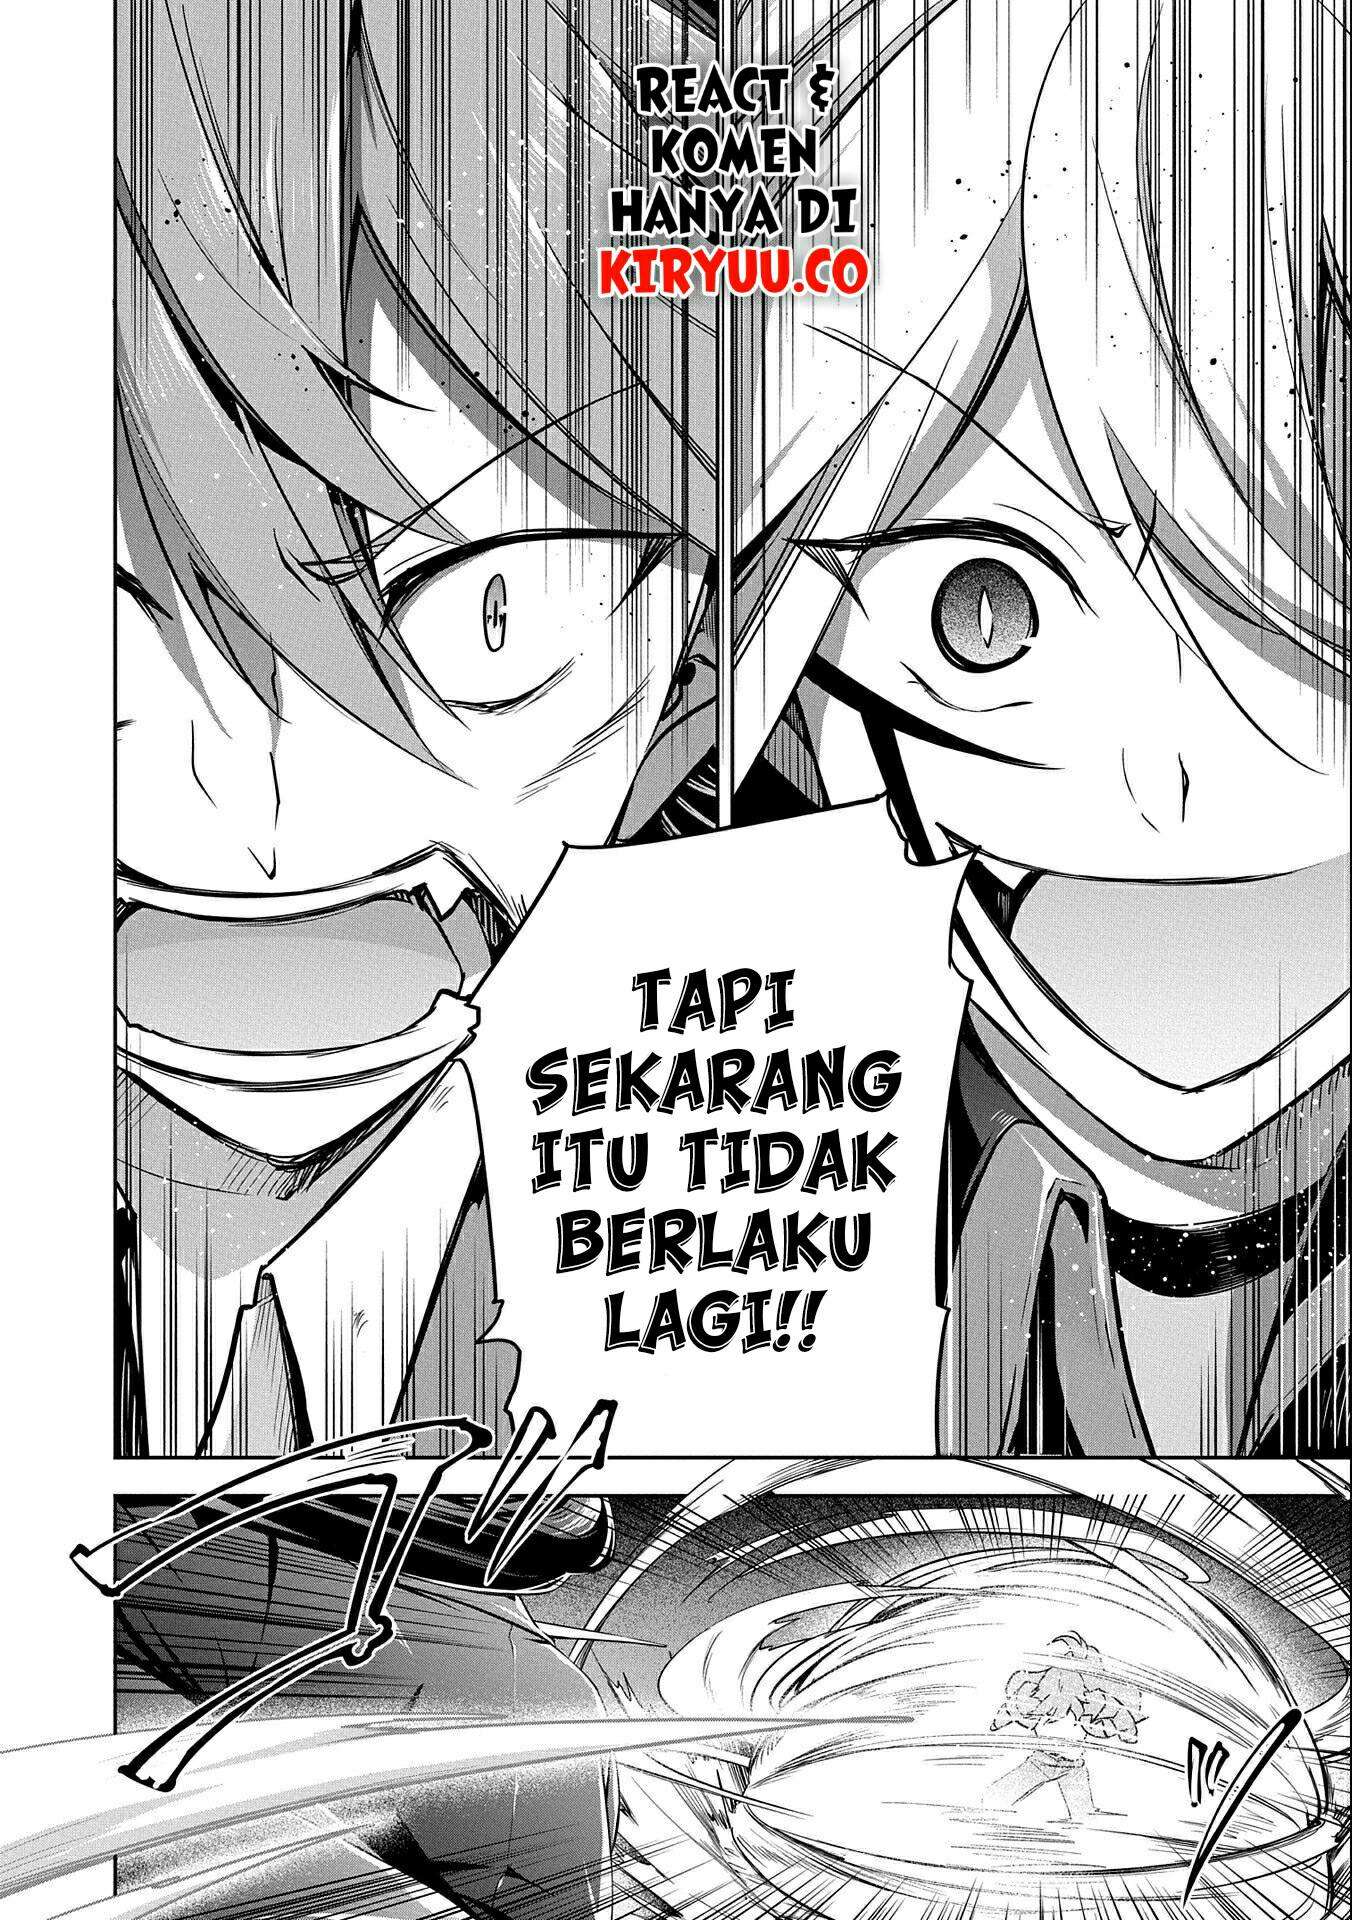 REACT &
KOMEN
HANYA DI
KIRYUU.CO
TAPI
SEKARANG
ITU TIDAK
BERLAKU
LAGI!!